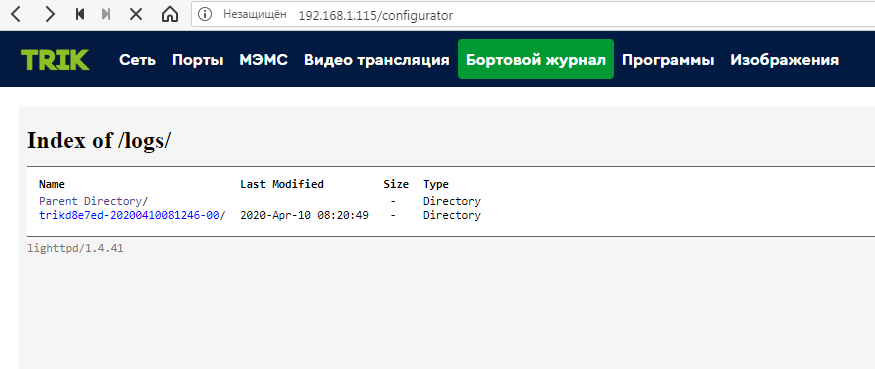 Незащищён 192.168.1.115/configurator
TRIK Сеть Порты МЭМС Видео трансляция Бортовой журнал Программы Изображения
Index of /logs/
Name Last Modified Size Type
Parent Directory/ - Directory
trikd8e7ed-20200410081246-00/ 2020-Apr-10 08:20:49 - Directory
lighttpd/1.4.41